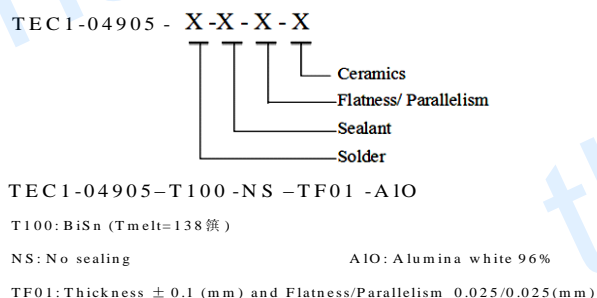 TEC1-04905 - X -X - X - X
Ceramics
Flatness/ Parallelism
Sealant
Solder
TEC1-04905–T100 -NS –TF01 -AlO
T100: BiSn (Tmelt=138 篊 )
NS: No sealing AlO: Alumina white 96%
TF01: Thickness ± 0.1 (mm) and Flatness/Parallelism 0.025/0.025(mm)